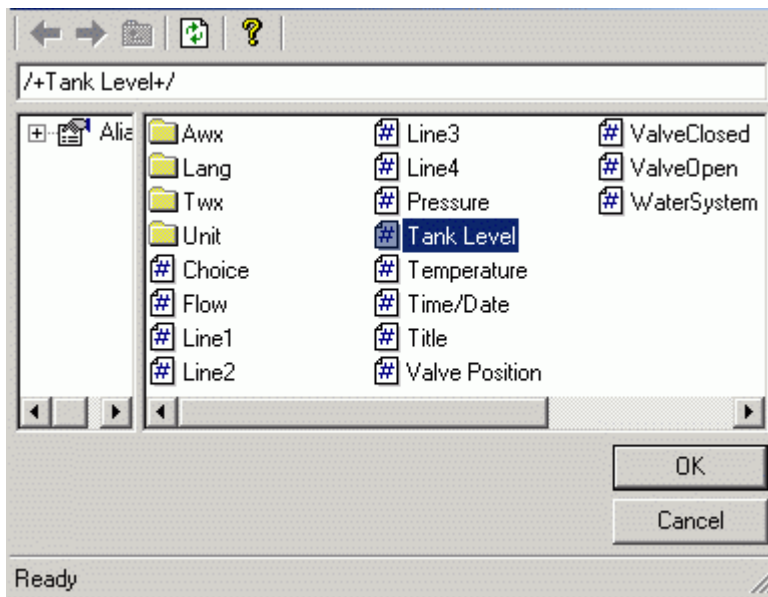 /+Tank Level+/
Alia
Awx
Lang
Twx
Unit
Choice
Flow
Line1
Line2
Line3
Line4
Pressure
Tank Level
Temperature
Time/Date
Title
Valve Position
ValveClosed
ValveOpen
WaterSystem
OK
Cancel
Ready